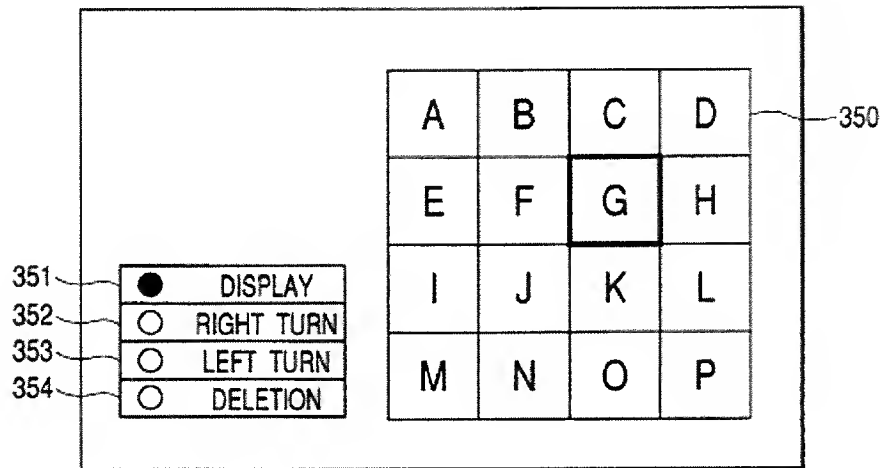 A B C D 350
E F G H
I J K L
M N O P
351 DISPLAY
352 RIGHT TURN
353 LEFT TURN
354 DELETION